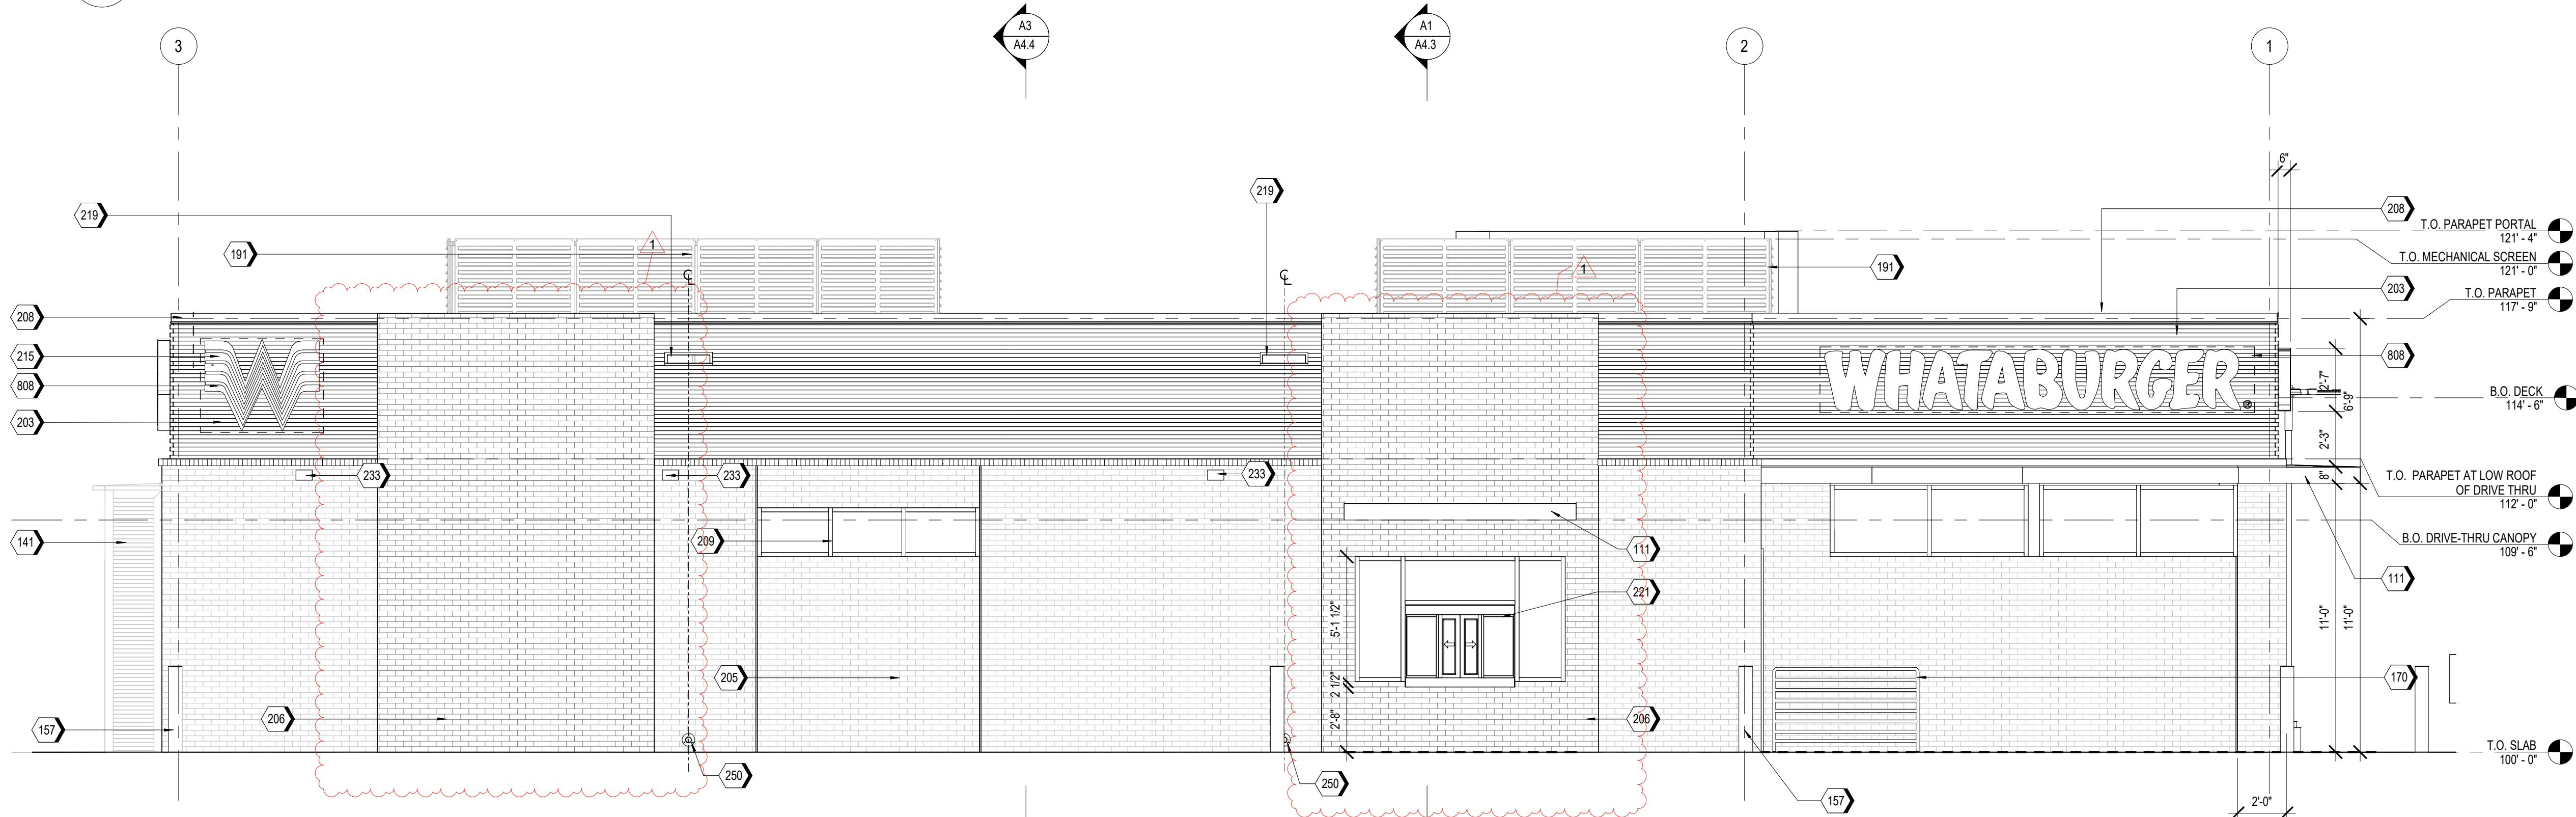 3
A3
A4.4
A1
A4.3
2
1
6"
219
219
208
T.O. PARAPET PORTAL
121' - 4"
191
1
T.O. MECHANICAL SCREEN
121' - 0"
1
191
203
T.O. PARAPET
117' - 9"
208
215
808
WHATABURGER®
808
2'-7"
6'-9"
B.O. DECK
114' - 6"
203
2'-3"
233
233
233
8"
T.O. PARAPET AT LOW ROOF
OF DRIVE THRU
112' - 0"
141
209
111
B.O. DRIVE-THRU CANOPY
109' - 6"
111
221
5'-1 1/2"
11'-0"
11'-0"
205
2 1/2"
170
157
206
2'-8"
206
T.O. SLAB
100' - 0"
250
250
157
2'-0"